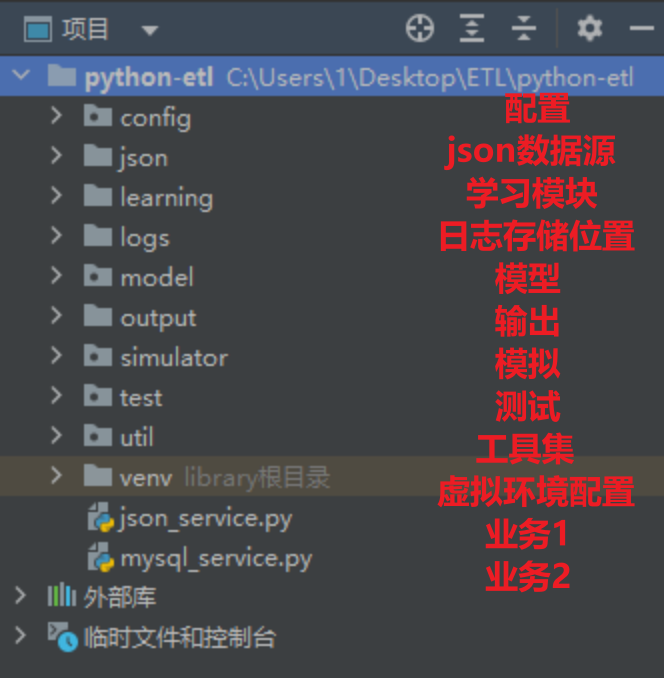 项目
python-etl C:\Users\1\Desktop\ETL\python-etl
config 配置
json json数据源
learning 学习模块
logs 日志存储位置
model 模型
output 输出
simulator 模拟
test 测试
util 工具集
venv library根目录 虚拟环境配置
json_service.py 业务1
mysql_service.py 业务2
外部库
临时文件和控制台